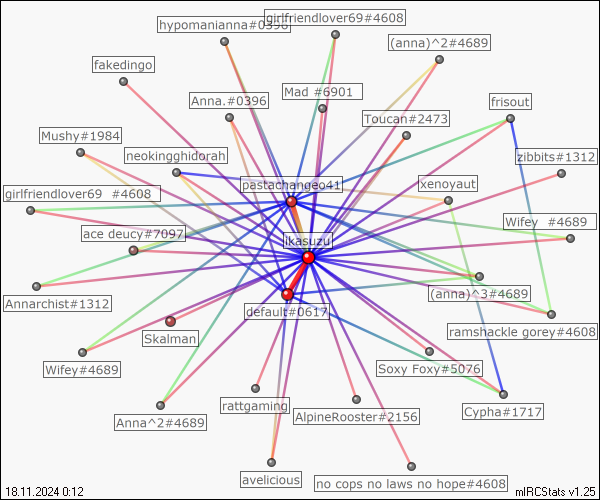 hypomanianna#0396
girlfriendlover69#4608
(anna)^2#4689
fakedingo
Anna.#0396
Mad #6901
Toucan#2473
frisout
Mushy#1984
neokingghidorah
zibbits#1312
pastachangeo41
xenoyaut
girlfriendlover69 #4608
Wifey #4689
ace deucy#7097
ikasuzu
(anna)^3#4689
Annarchist#1312
default#0617
ramshackle gorey#4608
Skalman
Wifey#4689
Soxy Foxy#5076
rattgaming
AlpineRooster#2156
Cypha#1717
Anna^2#4689
avelicious
no cops no laws no hope#4608
18.11.2024 0:12
mIRCStats v1.25